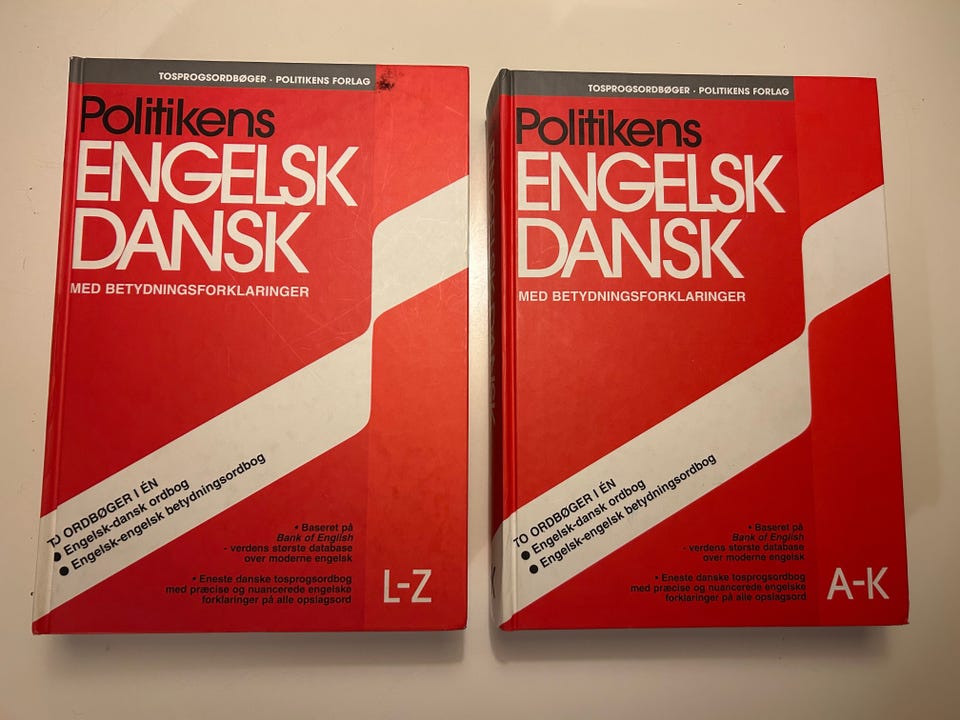 TOSPROGSORDBØGER · POLITIKENS FORLAG
Politikens
ENGELSK
DANSK
MED BETYDNINGSFORKLARINGER
TO ORDBØGER I ÉN
● Engelsk-dansk ordbog
● Engelsk-engelsk betydningsordbog
• Baseret på
Bank of English
- verdens største database
over moderne engelsk
• Eneste danske tosprogsordbog
med præcise og nuancerede engelske
forklaringer på alle opslagsord
L-Z
TOSPROGSORDBØGER · POLITIKENS FORLAG
Politikens
ENGELSK
DANSK
MED BETYDNINGSFORKLARINGER
TO ORDBØGER I ÉN
● Engelsk-dansk ordbog
● Engelsk-engelsk betydningsordbog
• Baseret på
Bank of English
- verdens største database
over moderne engelsk
• Eneste danske tosprogsordbog
med præcise og nuancerede engelske
forklaringer på alle opslagsord
A-K